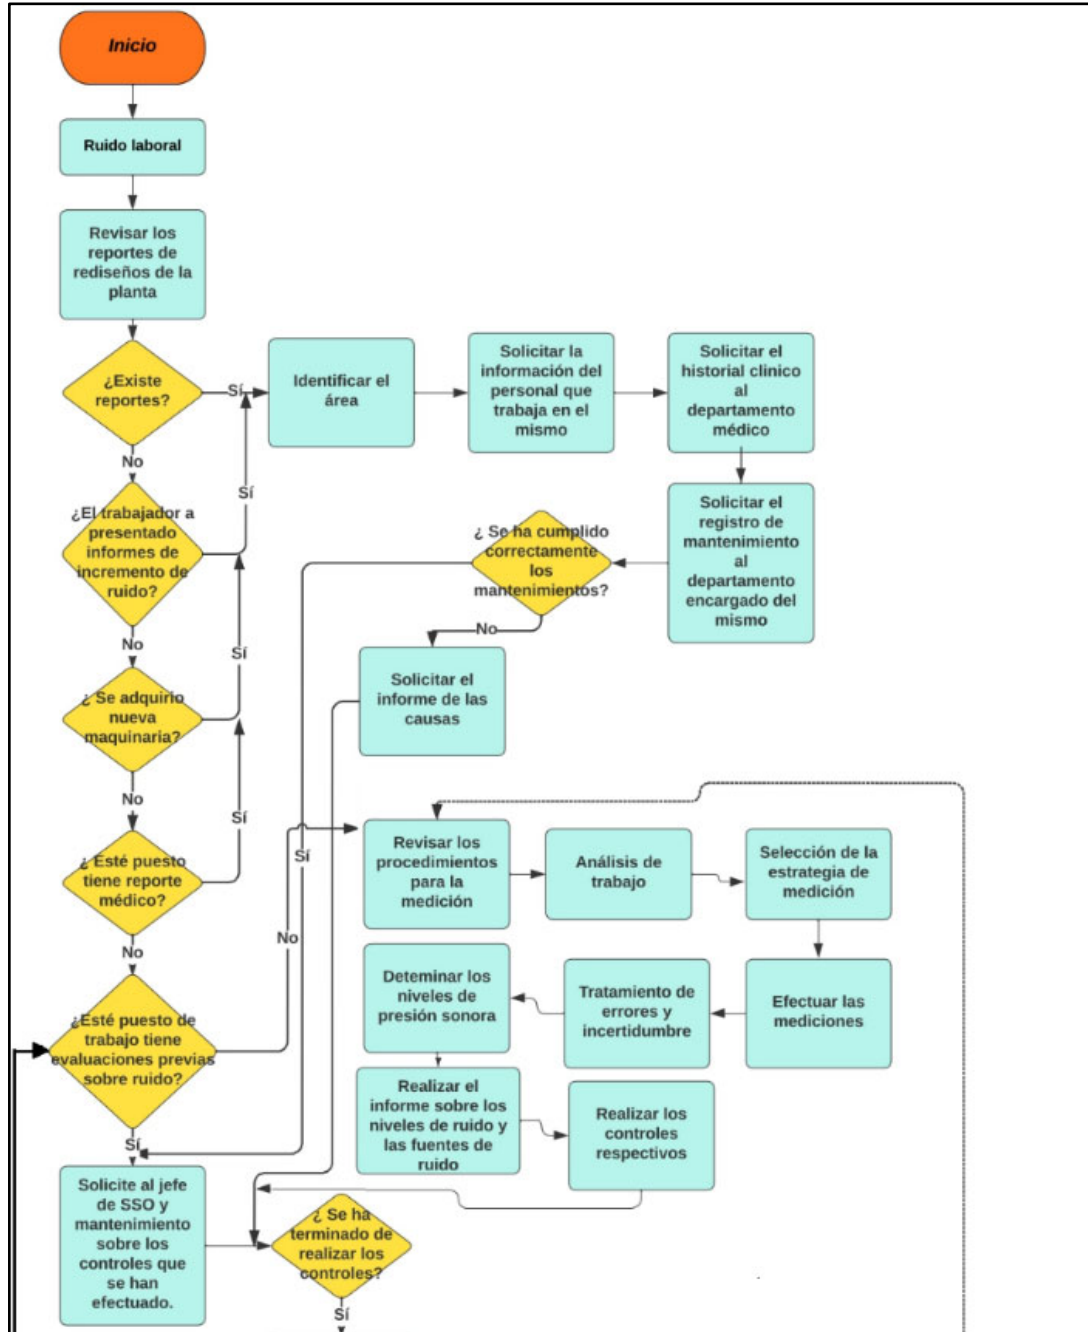 Inicio
Ruido laboral
Revisar los
reportes de
rediseños de la
planta
¿Existe
reportes?
Sí
Identificar el
área
Solicitar la
información del
personal que
trabaja en el
mismo
Solicitar el
historial clinico
al
departamento
médico
No
Sí
¿El trabajador a
presentado
informes de
incremento de
ruido?
¿ Se ha cumplido
correctamente
los
mantenimientos?
Solicitar el
registro de
mantenimiento
al
departamento
encargado del
mismo
No
Sí
No
Solicitar el
informe de las
causas
¿ Se adquirio
nueva
maquinaria?
No
Sí
¿ Esté puesto
tiene reporte
médico?
Sí
Revisar los
procedimientos
para la
medición
Análisis de
trabajo
Selección de la
estrategia de
medición
No
No
¿Esté puesto de
trabajo tiene
evaluaciones previas
sobre ruido?
Deteminar los
niveles de
presión sonora
Tratamiento de
errores y
incertidumbre
Efectuar las
mediciones
Realizar el
informe sobre los
niveles de ruido y
las fuentes de
ruido
Realizar los
controles
respectivos
Sí
Solicite al jefe
de SSO y
mantenimiento
sobre los
controles que
se han
efectuado.
¿ Se ha
terminado de
realizar los
controles?
Sí